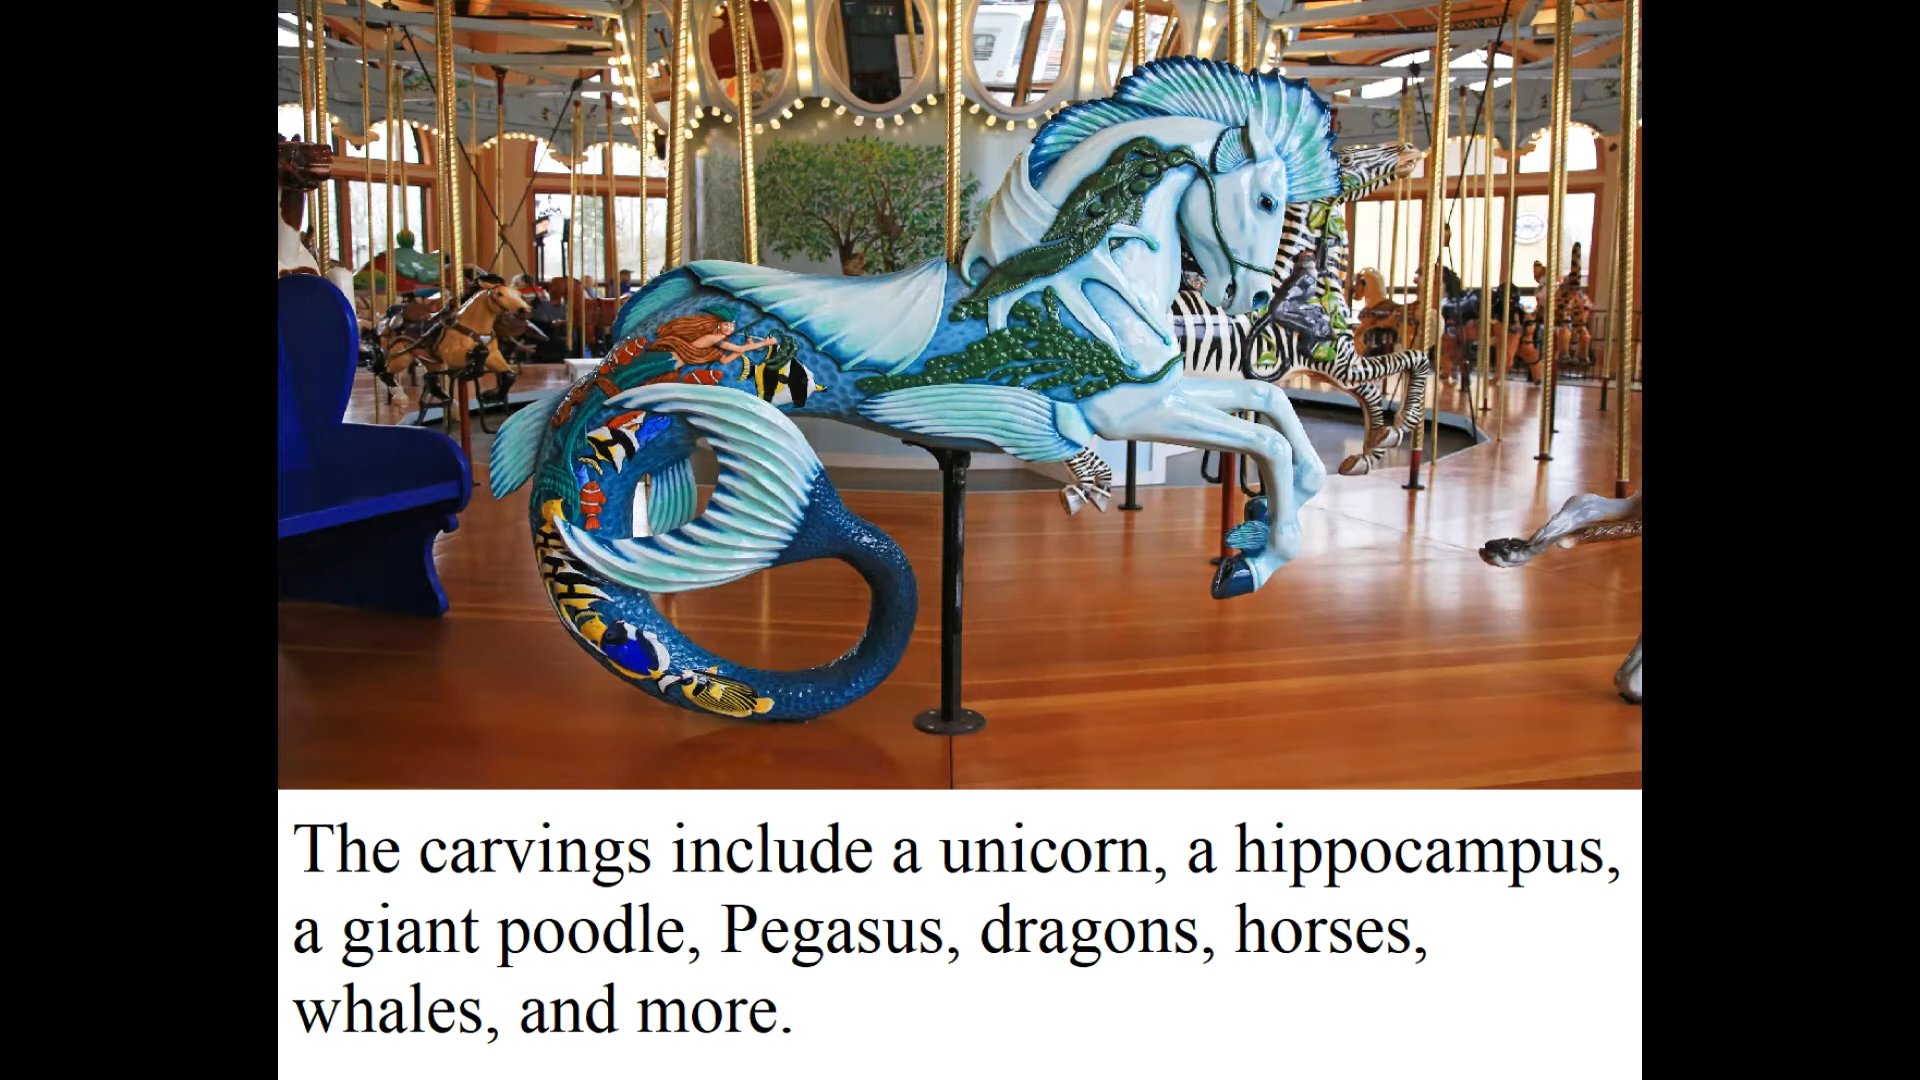 The carvings include a unicorn, a hippocampus,
a giant poodle, Pegasus, dragons, horses,
whales, and more.